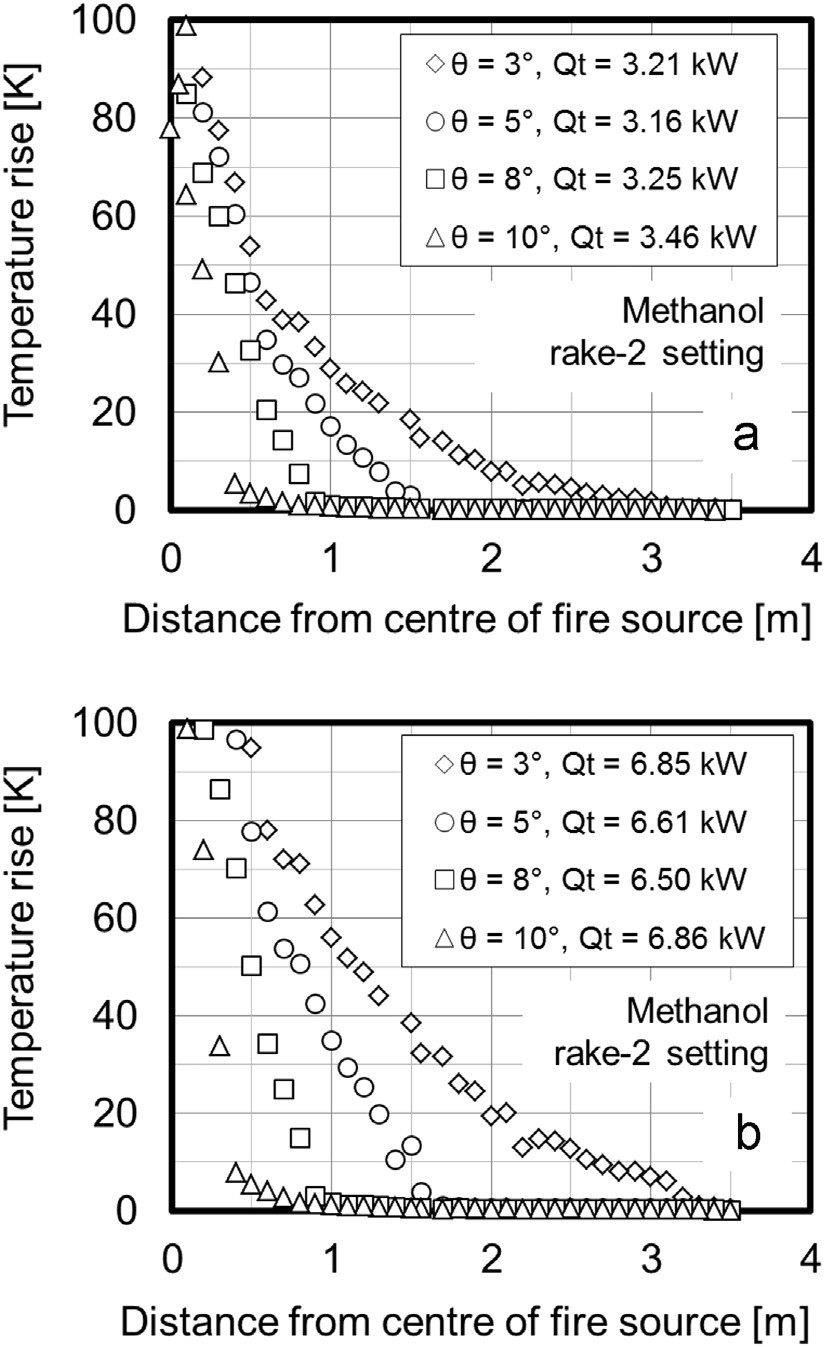 100
80
60
40
20
0
Temperature rise [K]
θ = 3°, Qt = 3.21 kW
θ = 5°, Qt = 3.16 kW
θ = 8°, Qt = 3.25 kW
θ = 10°, Qt = 3.46 kW
Methanol
rake-2 setting
a
0 1 2 3 4
Distance from centre of fire source [m]
100
80
60
40
20
0
Temperature rise [K]
θ = 3°, Qt = 6.85 kW
θ = 5°, Qt = 6.61 kW
θ = 8°, Qt = 6.50 kW
θ = 10°, Qt = 6.86 kW
Methanol
rake-2 setting
b
0 1 2 3 4
Distance from centre of fire source [m]